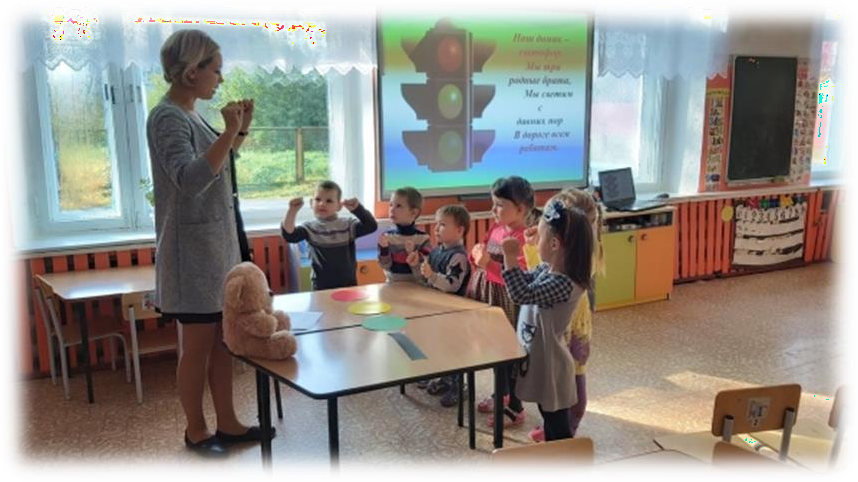 Наш домик –
светофор,
Мы три
родные брата,
Мы светим
с
давних пор
В дороге всем
ребятам.